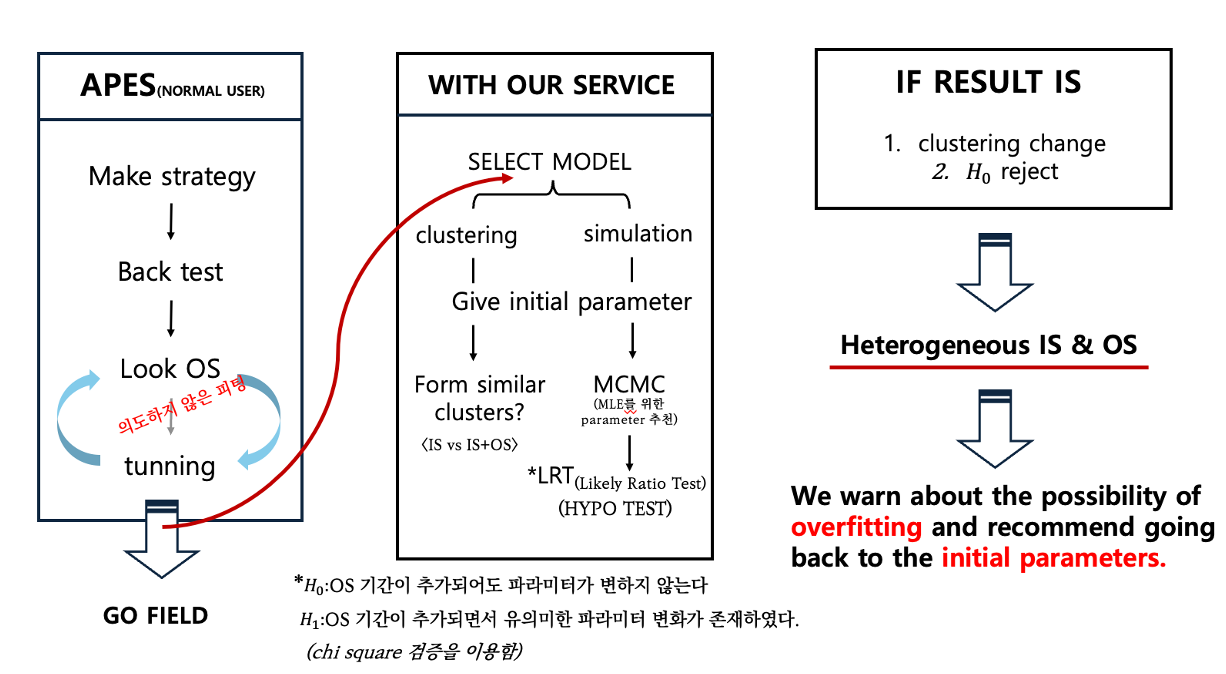 APES(NORMAL USER)
Make strategy
Back test
Look OS
의도하지 않은 피팅
tunning
GO FIELD
WITH OUR SERVICE
SELECT MODEL
clustering
simulation
Give initial parameter
Form similar
clusters?
〈IS vs IS+OS〉
MCMC
(MLE를 위한
parameter 추천)
*LRT(Likely Ratio Test)
(HYPO TEST)
*H₀:OS 기간이 추가되어도 파라미터가 변하지 않는다
H₁:OS 기간이 추가되면서 유의미한 파라미터 변화가 존재하였다.
(chi square 검증을 이용함)
IF RESULT IS
1. clustering change
2. H₀ reject
Heterogeneous IS & OS
We warn about the possibility of
overfitting and recommend going
back to the initial parameters.